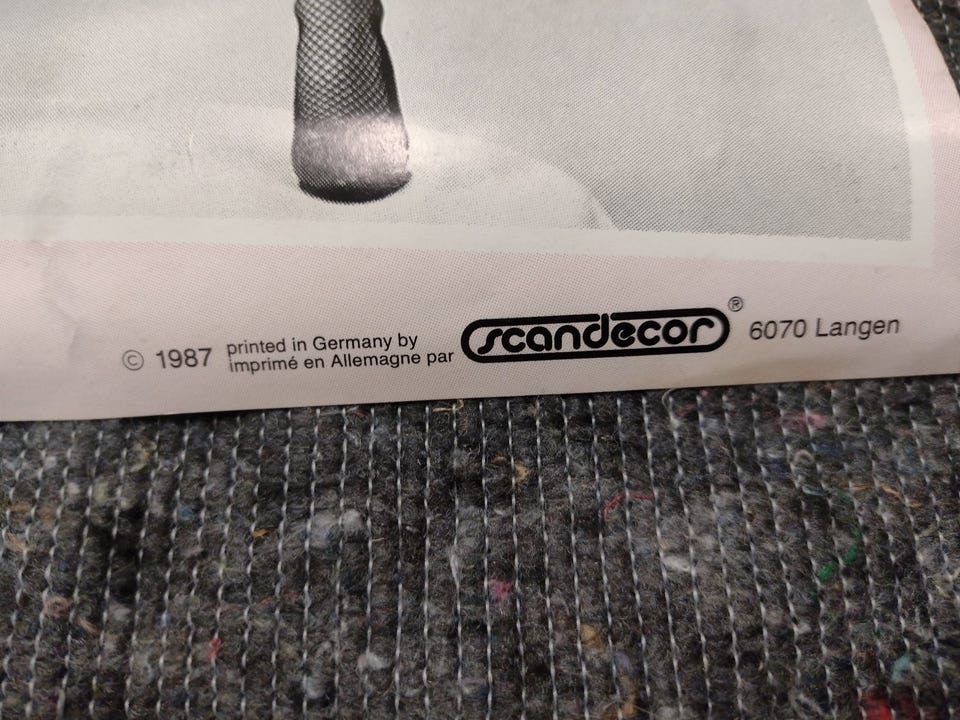 © 1987 printed in Germany by
imprimé en Allemagne par
scandecor® 6070 Langen